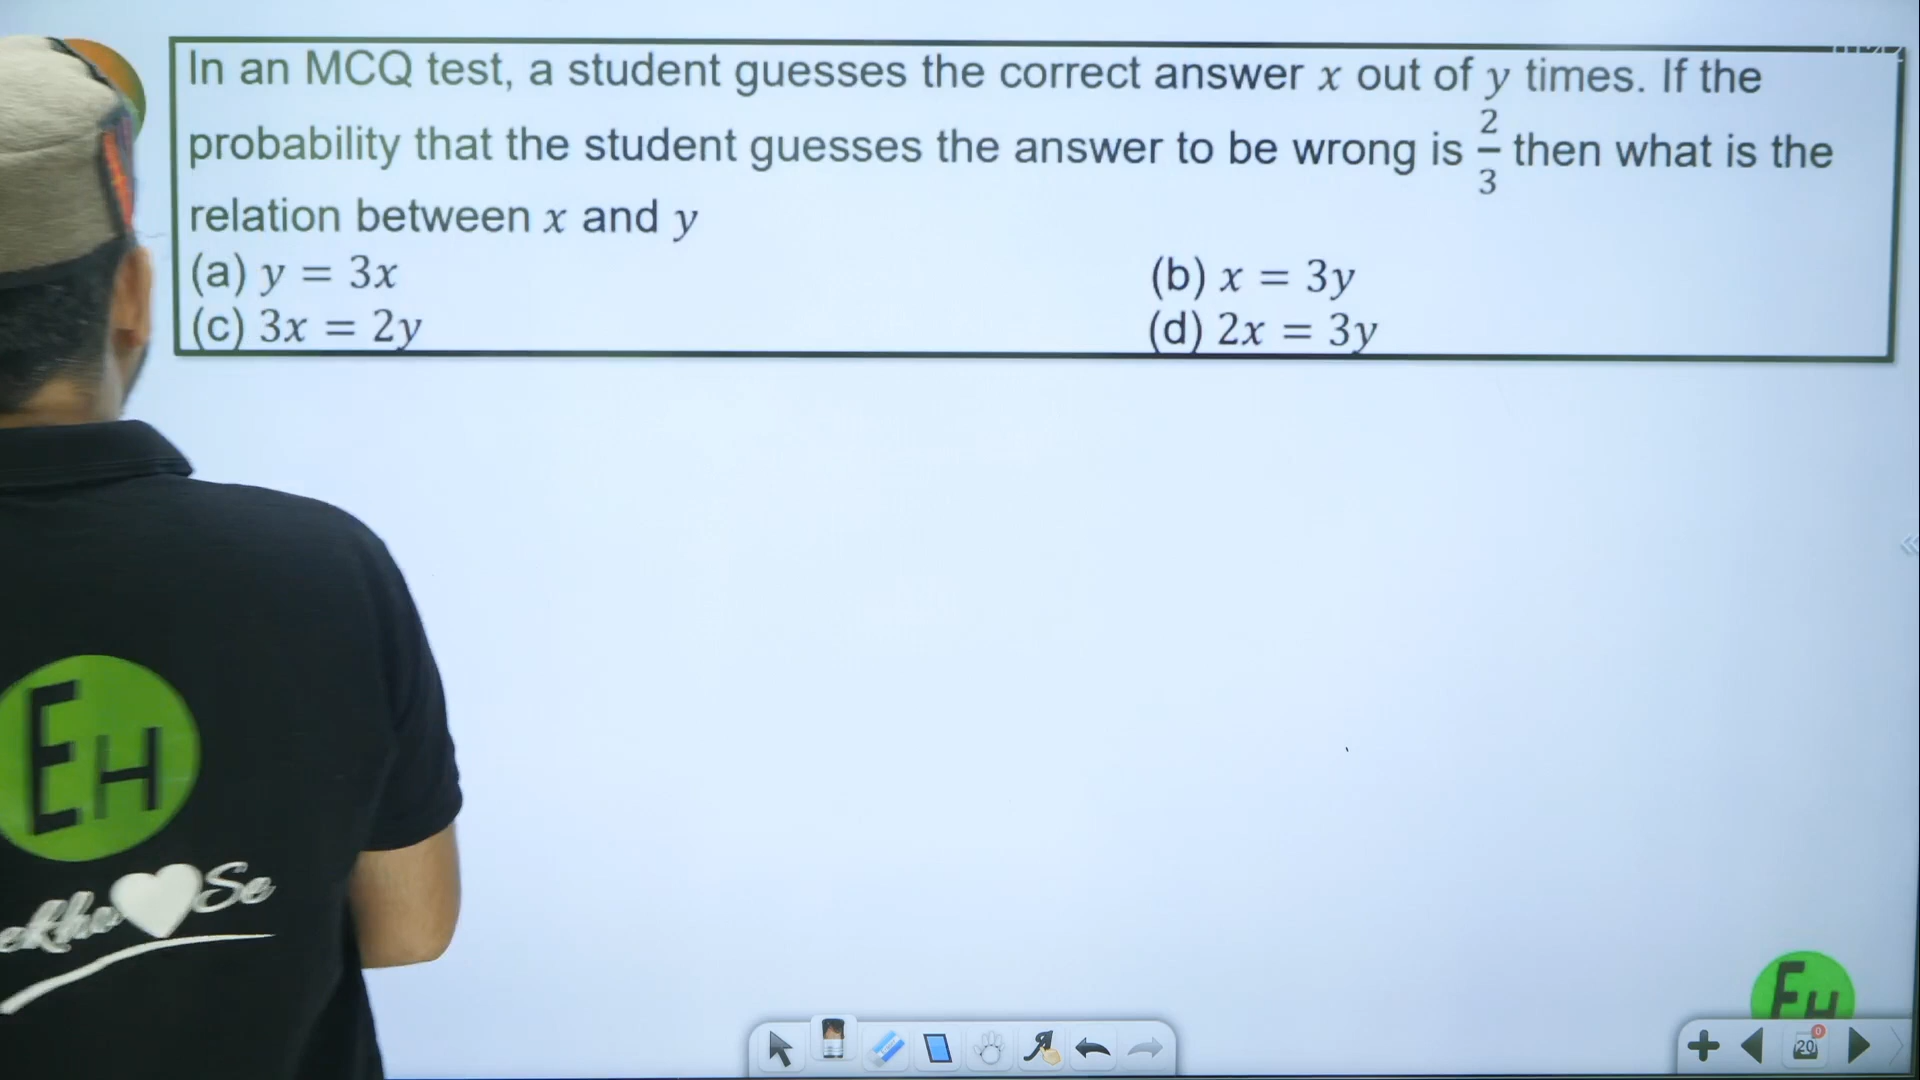 In an MCQ test, a student guesses the correct answer x out of y times. If the
probability that the student guesses the answer to be wrong is 2/3 then what is the
relation between x and y
(a) y = 3x
(b) x = 3y
(c) 3x = 2y
(d) 2x = 3y
EH
Se
EH
20
0